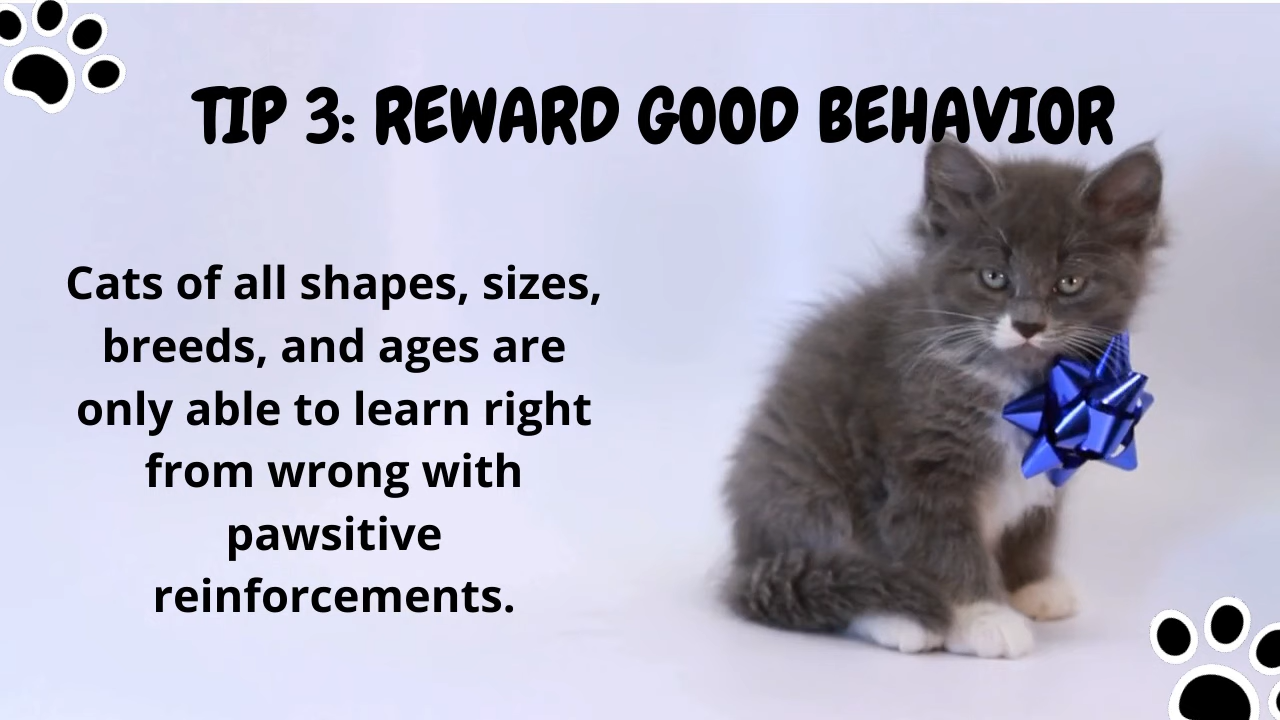 TIP 3: REWARD GOOD BEHAVIOR
Cats of all shapes, sizes,
breeds, and ages are
only able to learn right
from wrong with
pawsitive
reinforcements.